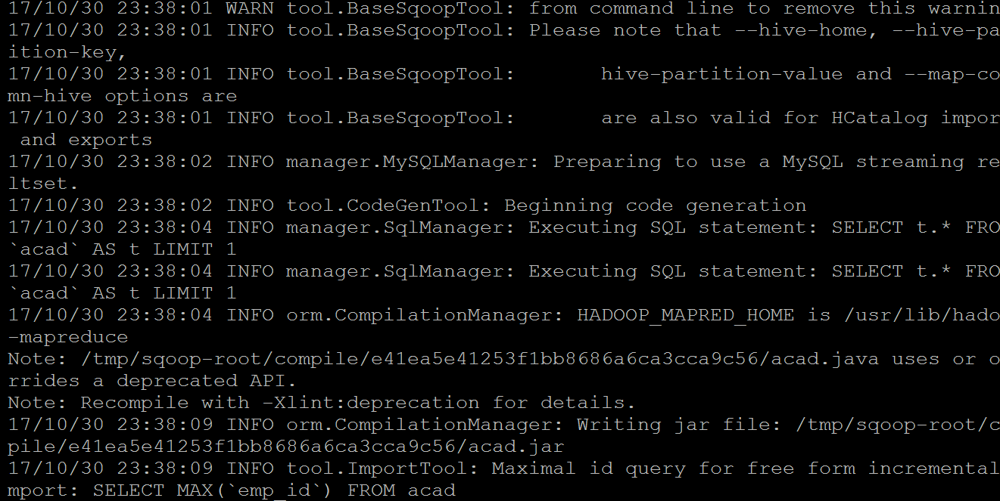 17/10/30 23:38:01 WARN tool.BaseSqoopTool: from command line to remove this warnin
17/10/30 23:38:01 INFO tool.BaseSqoopTool: Please note that --hive-home, --hive-pa
ition-key,
17/10/30 23:38:01 INFO tool.BaseSqoopTool:       hive-partition-value and --map-co
mn-hive options are
17/10/30 23:38:01 INFO tool.BaseSqoopTool:       are also valid for HCatalog impor
 and exports
17/10/30 23:38:02 INFO manager.MySQLManager: Preparing to use a MySQL streaming re
ltset.
17/10/30 23:38:02 INFO tool.CodeGenTool: Beginning code generation
17/10/30 23:38:04 INFO manager.SqlManager: Executing SQL statement: SELECT t.* FRO
`acad` AS t LIMIT 1
17/10/30 23:38:04 INFO manager.SqlManager: Executing SQL statement: SELECT t.* FRO
`acad` AS t LIMIT 1
17/10/30 23:38:04 INFO orm.CompilationManager: HADOOP_MAPRED_HOME is /usr/lib/hado
-mapreduce
Note: /tmp/sqoop-root/compile/e41ea5e41253f1bb8686a6ca3cca9c56/acad.java uses or o
rrides a deprecated API.
Note: Recompile with -Xlint:deprecation for details.
17/10/30 23:38:09 INFO orm.CompilationManager: Writing jar file: /tmp/sqoop-root/c
pile/e41ea5e41253f1bb8686a6ca3cca9c56/acad.jar
17/10/30 23:38:09 INFO tool.ImportTool: Maximal id query for free form incremental
mport: SELECT MAX(`emp_id`) FROM acad